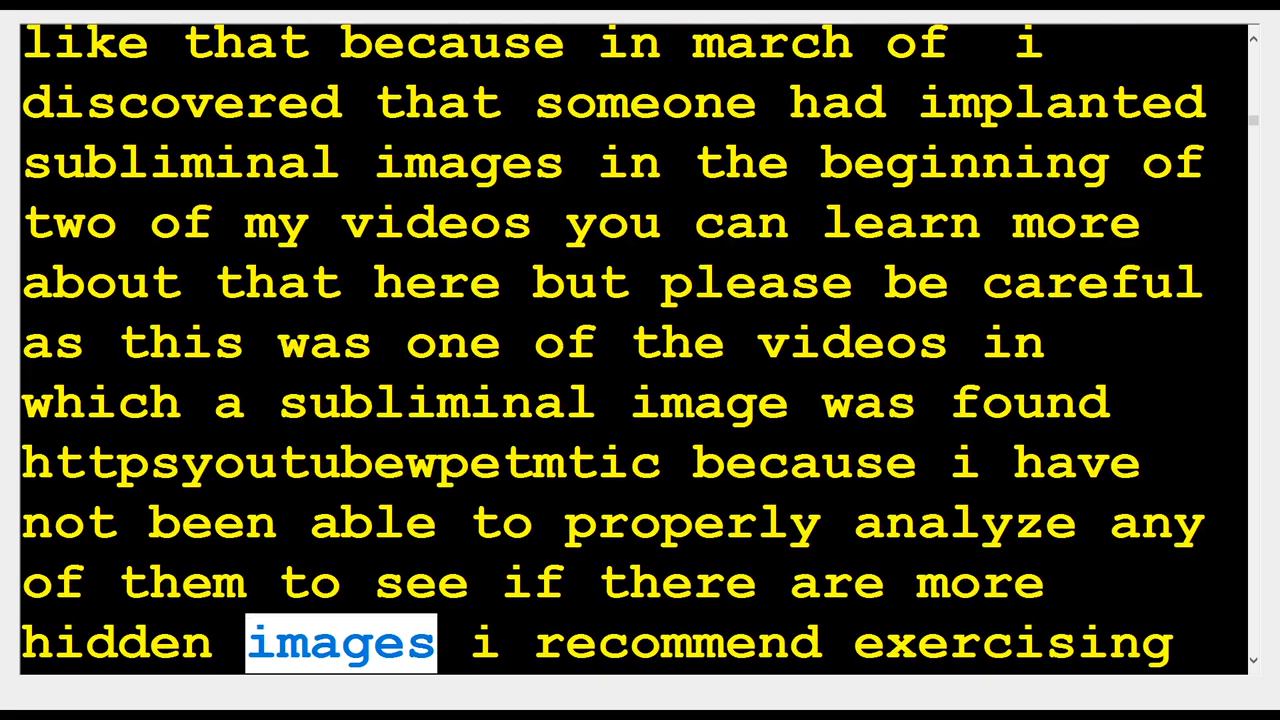 like that because in march of  i
discovered that someone had implanted
subliminal images in the beginning of
two of my videos you can learn more
about that here but please be careful
as this was one of the videos in
which a subliminal image was found
httpsyoutubewpetmtic because i have
not been able to properly analyze any
of them to see if there are more
hidden images i recommend exercising